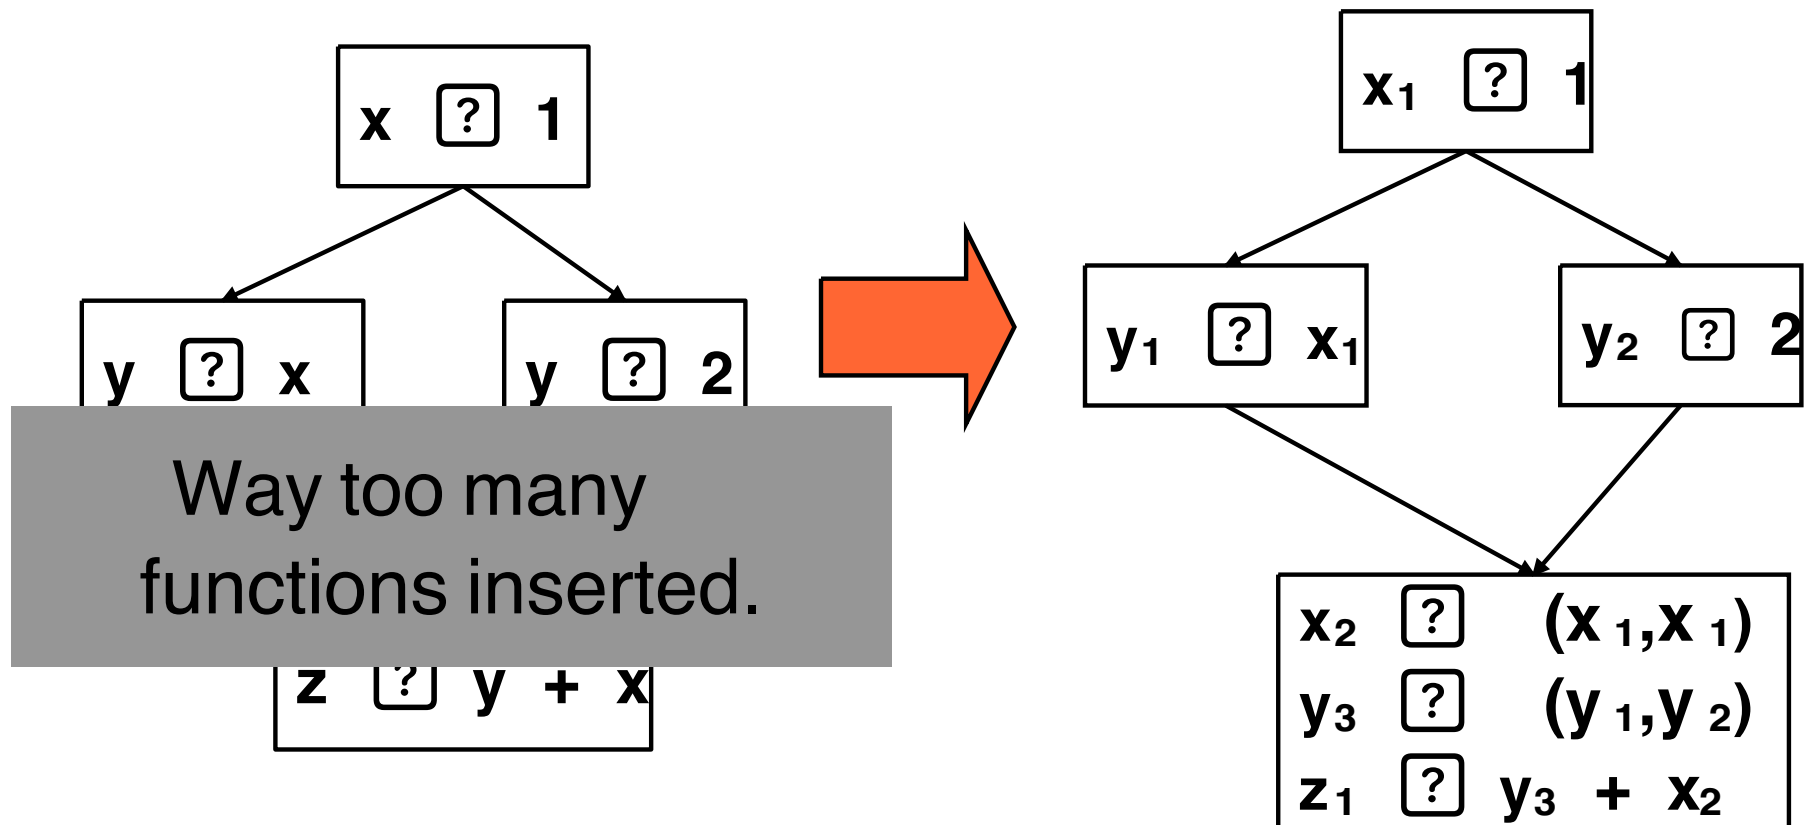 x ⍰ 1
y ⍰ x
y ⍰ 2
Way too many
functions inserted.
z ⍰ y + x
x₁ ⍰ 1
y₁ ⍰ x₁
y₂ ⍰ 2
x₂ ⍰ (x₁,x₁)
y₃ ⍰ (y₁,y₂)
z₁ ⍰ y₃ + x₂